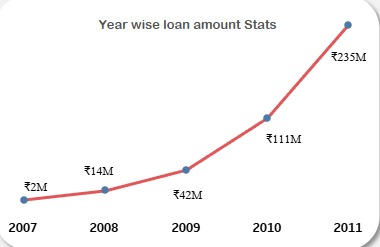 Year wise loan amount Stats
₹235M
₹111M
₹14M
₹2M
₹42M
2007 2008 2009 2010 2011